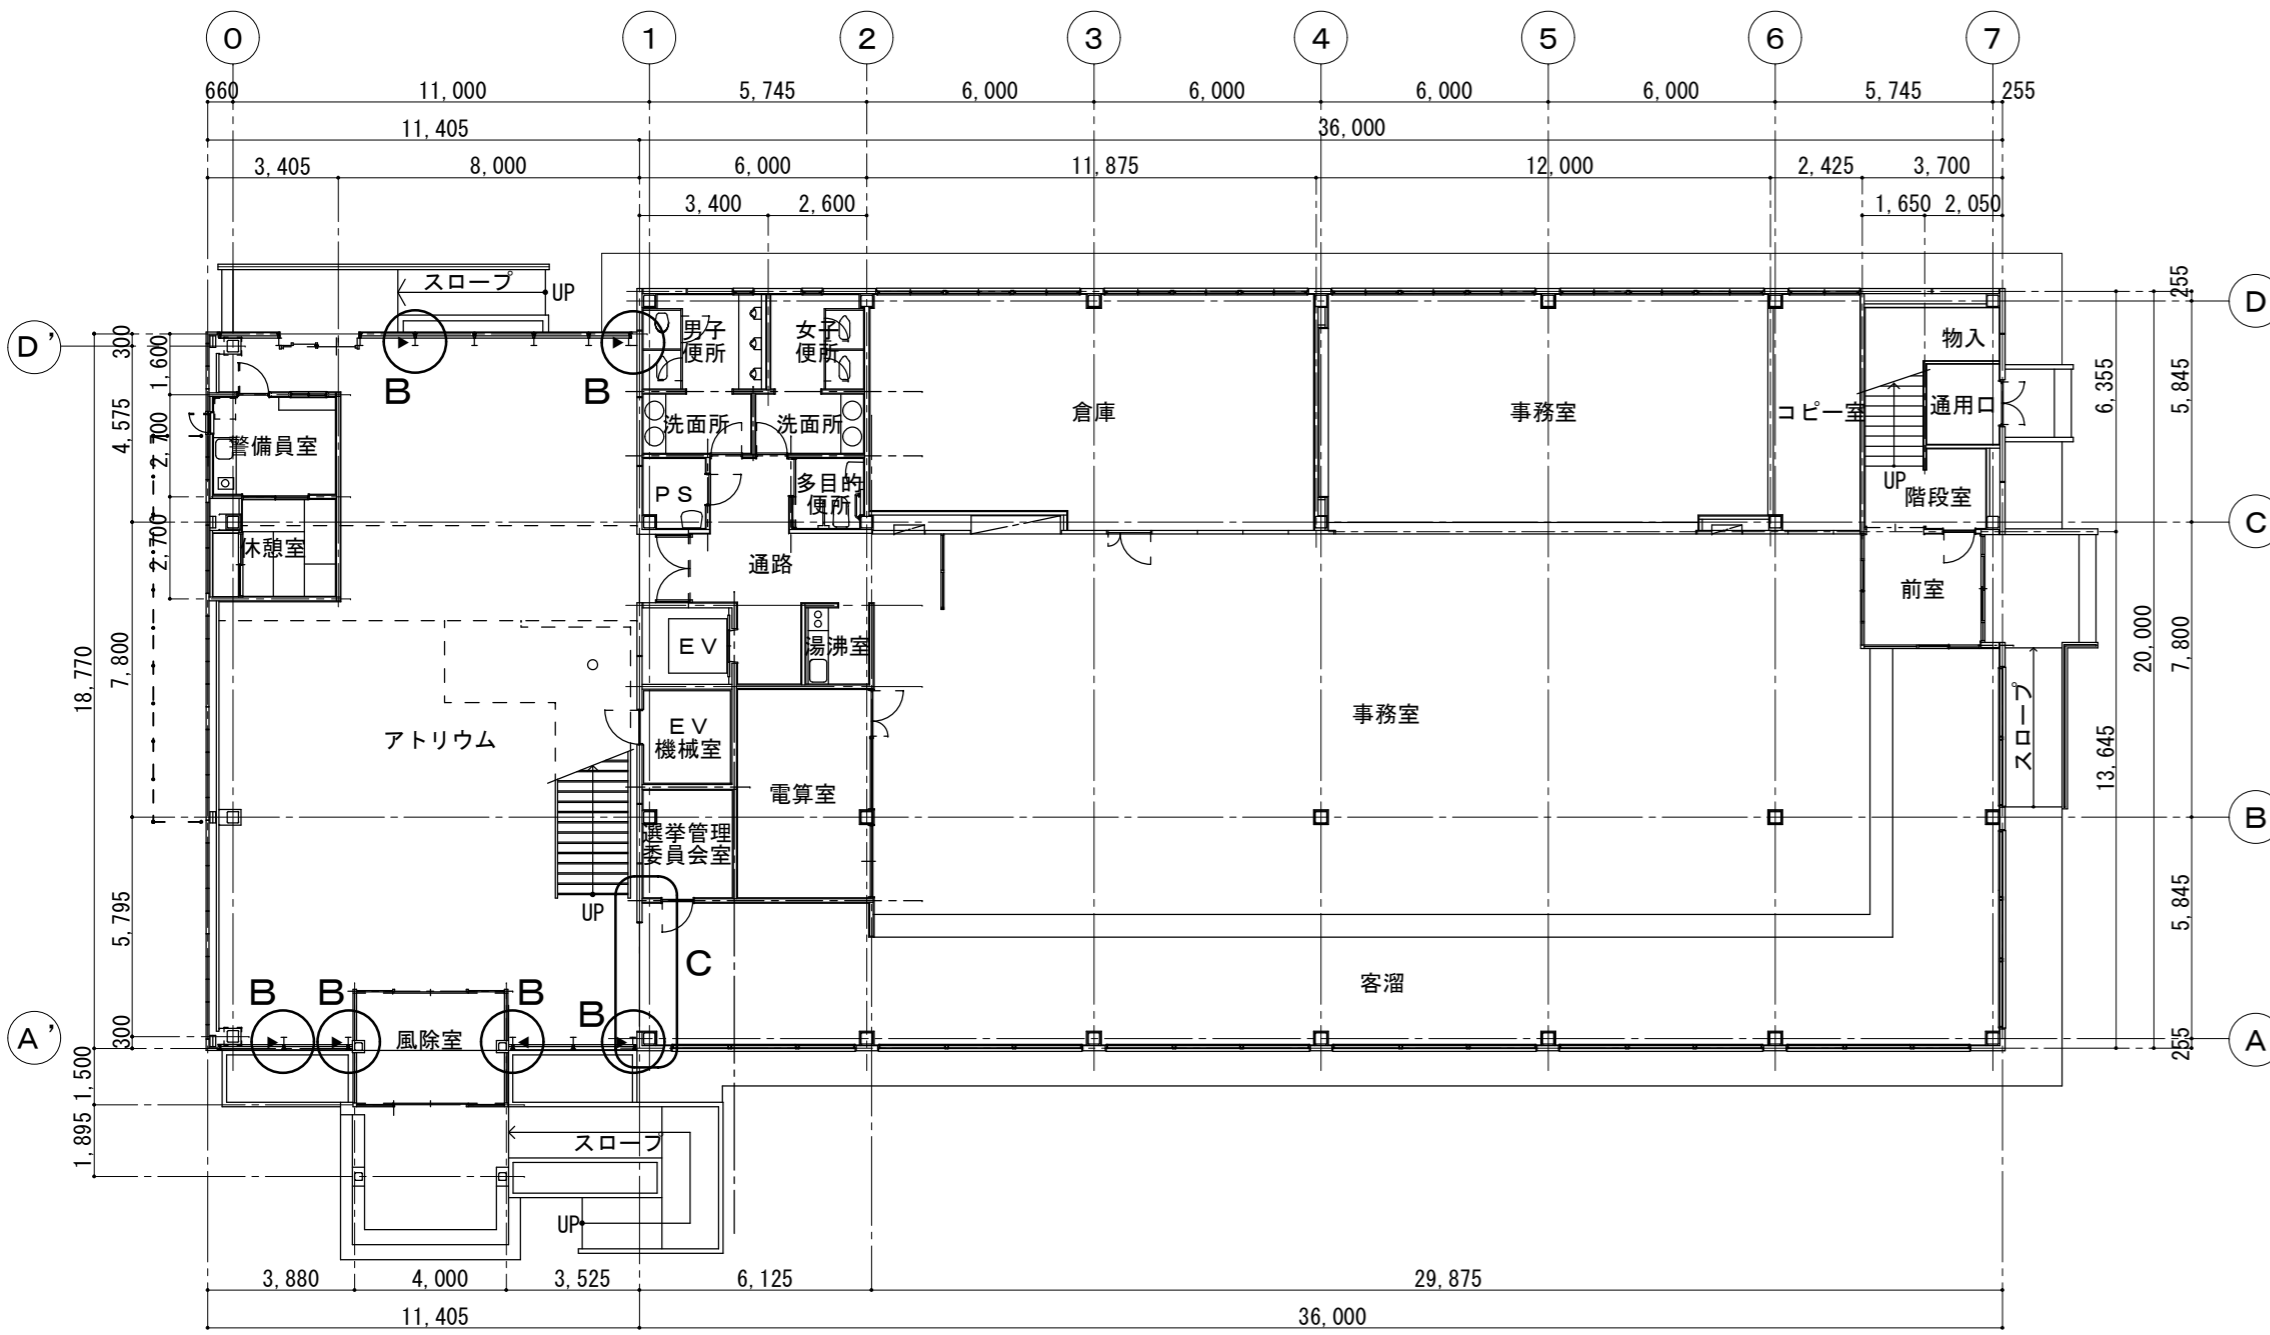 0 1 2 3 4 5 6 7
660 11,000 5,745 6,000 6,000 6,000 6,000 5,745 255
11,405 36,000
3,405 8,000 6,000 11,875 12,000 2,425 3,700
3,400 2,600 1,650 2,050
スロープ
UP
D'
D
C
B
A
A'
300
1,600
4,575
2,700
2,700
7,800
18,770
5,795
300
1,500
1,895
255
6,355
5,845
20,000
7,800
13,645
5,845
255
B
B
男子
便所
女子
便所
洗面所
洗面所
倉庫
事務室
コピー室
物入
通用口
UP
階段室
前室
警備員室
休憩室
PS
多目的
便所
通路
EV
湯沸室
EV
機械室
電算室
選挙管理
委員会室
アトリウム
UP
事務室
スロープ
客溜
C
B
B
B
B
風除室
スロープ
UP
3,880 4,000 3,525 6,125 29,875
11,405 36,000